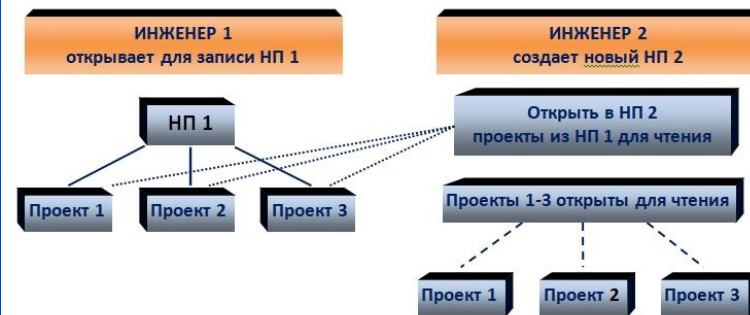 ИНЖЕНЕР 1
открывает для записи НП 1
ИНЖЕНЕР 2
создает новый НП 2
НП 1
Открыть в НП 2
проекты из НП 1 для чтения
Проект 1
Проект 2
Проект 3
Проекты 1-3 открыты для чтения
Проект 1
Проект 2
Проект 3